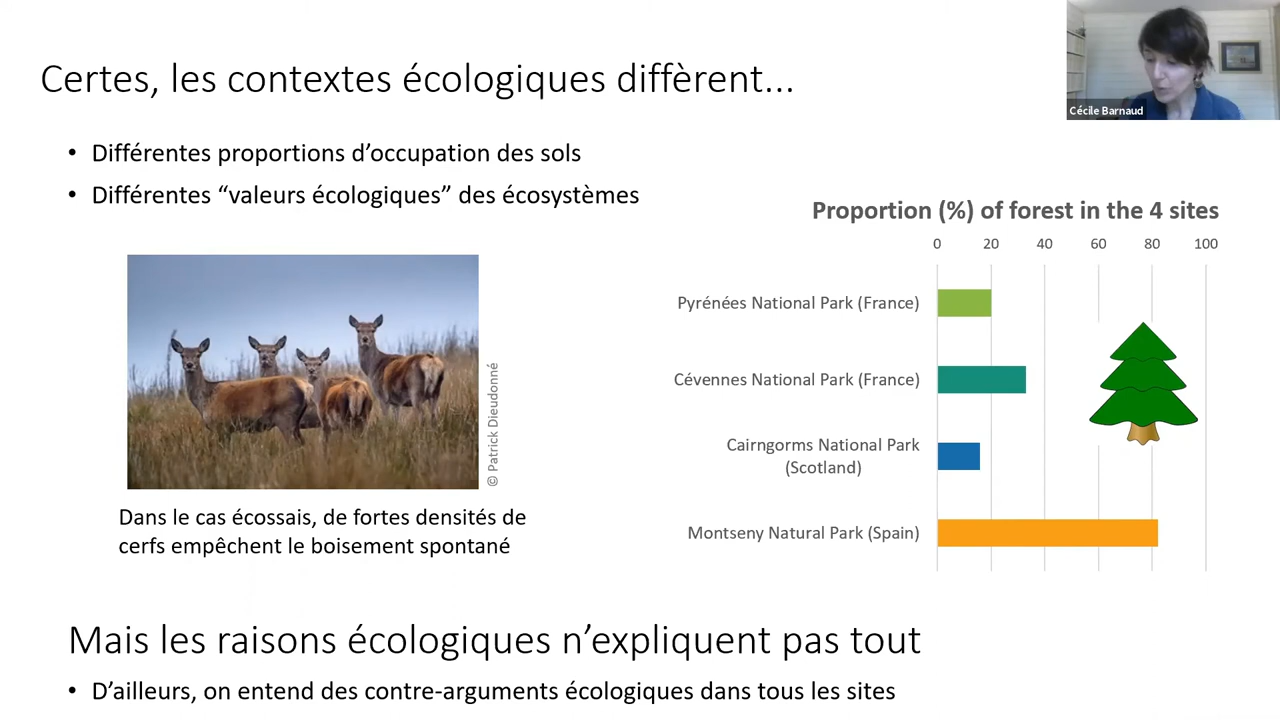 Certes, les contextes écologiques diffèrent...
Cécile Barnaud
• Différentes proportions d’occupation des sols
• Différentes “valeurs écologiques” des écosystèmes
© Patrick Dieudonné
Dans le cas écossais, de fortes densités de
cerfs empêchent le boisement spontané
Proportion (%) of forest in the 4 sites
0 20 40 60 80 100
Pyrénées National Park (France)
Cévennes National Park (France)
Cairngorms National Park
(Scotland)
Montseny Natural Park (Spain)
Mais les raisons écologiques n’expliquent pas tout
• D’ailleurs, on entend des contre-arguments écologiques dans tous les sites